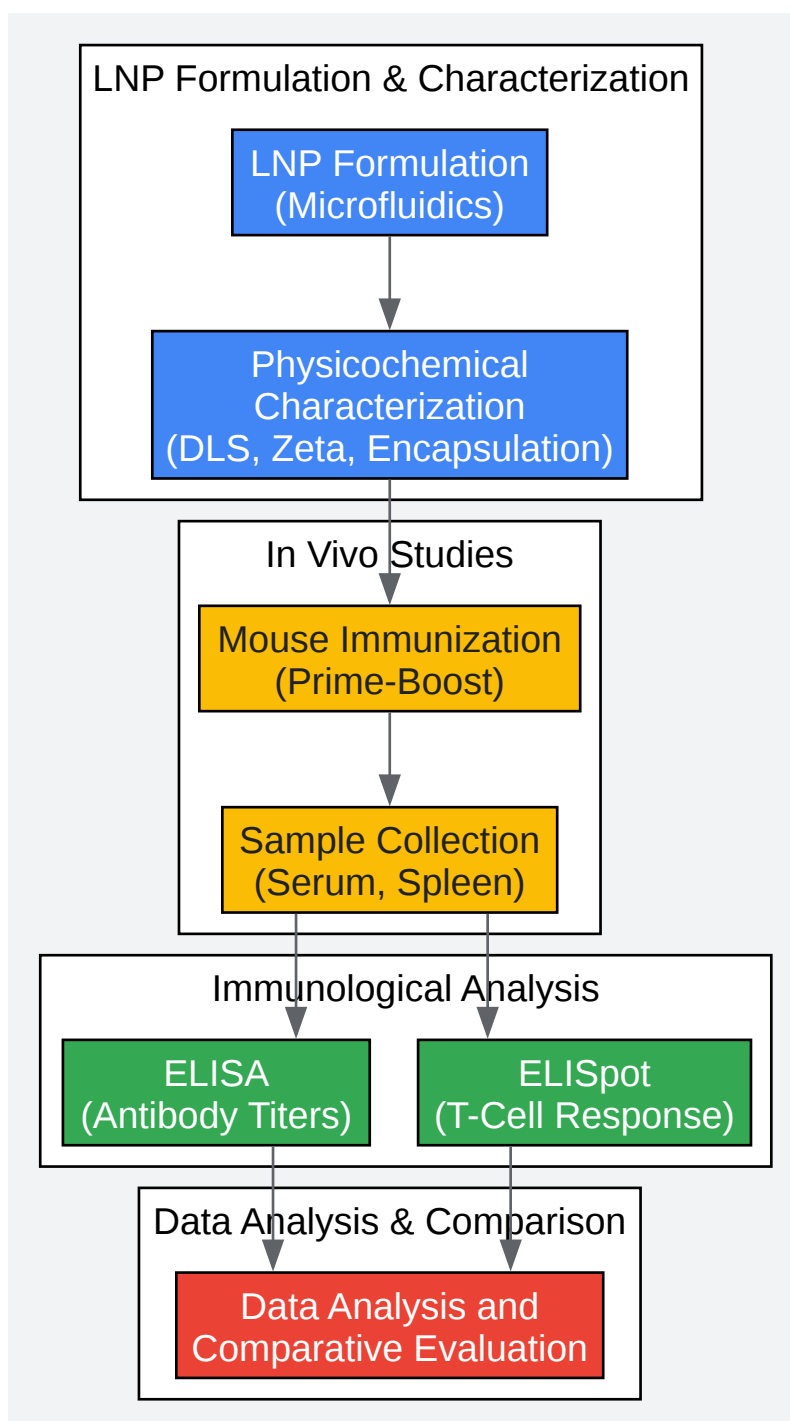 LNP Formulation & Characterization
LNP Formulation
(Microfluidics)
Physicochemical
Characterization
(DLS, Zeta, Encapsulation)
In Vivo Studies
Mouse Immunization
(Prime-Boost)
Sample Collection
(Serum, Spleen)
Immunological Analysis
ELISA
(Antibody Titers)
ELISpot
(T-Cell Response)
Data Analysis & Comparison
Data Analysis and
Comparative Evaluation